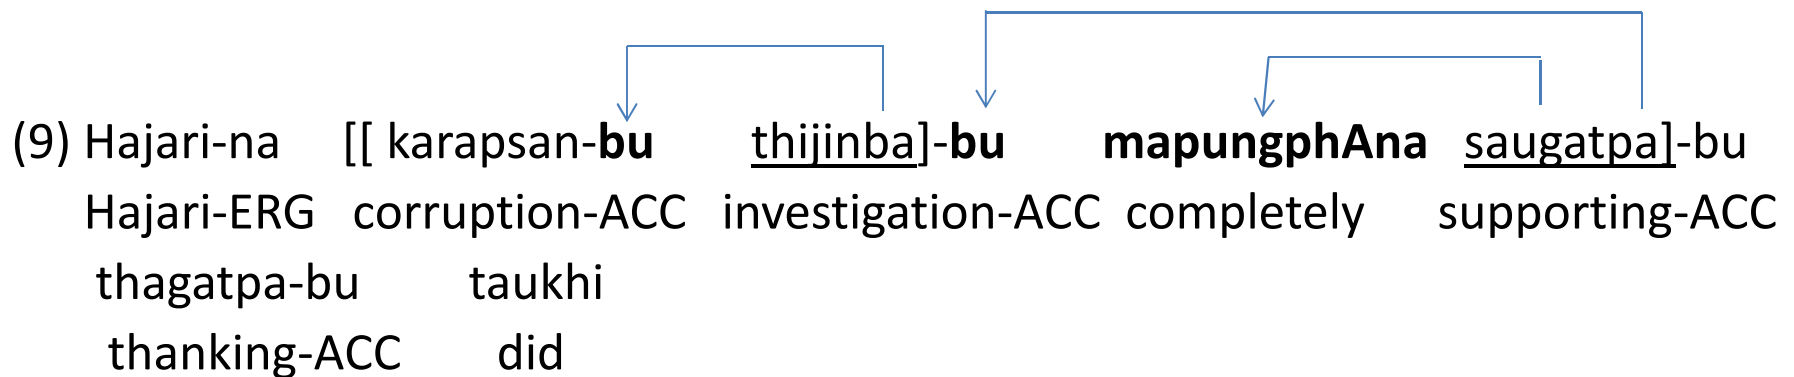 (9) Hajari-na [[ karapsan-bu thijinba]-bu mapungphAna saugatpa]-bu
Hajari-ERG corruption-ACC investigation-ACC completely supporting-ACC
thagatpa-bu taukhi
thanking-ACC did